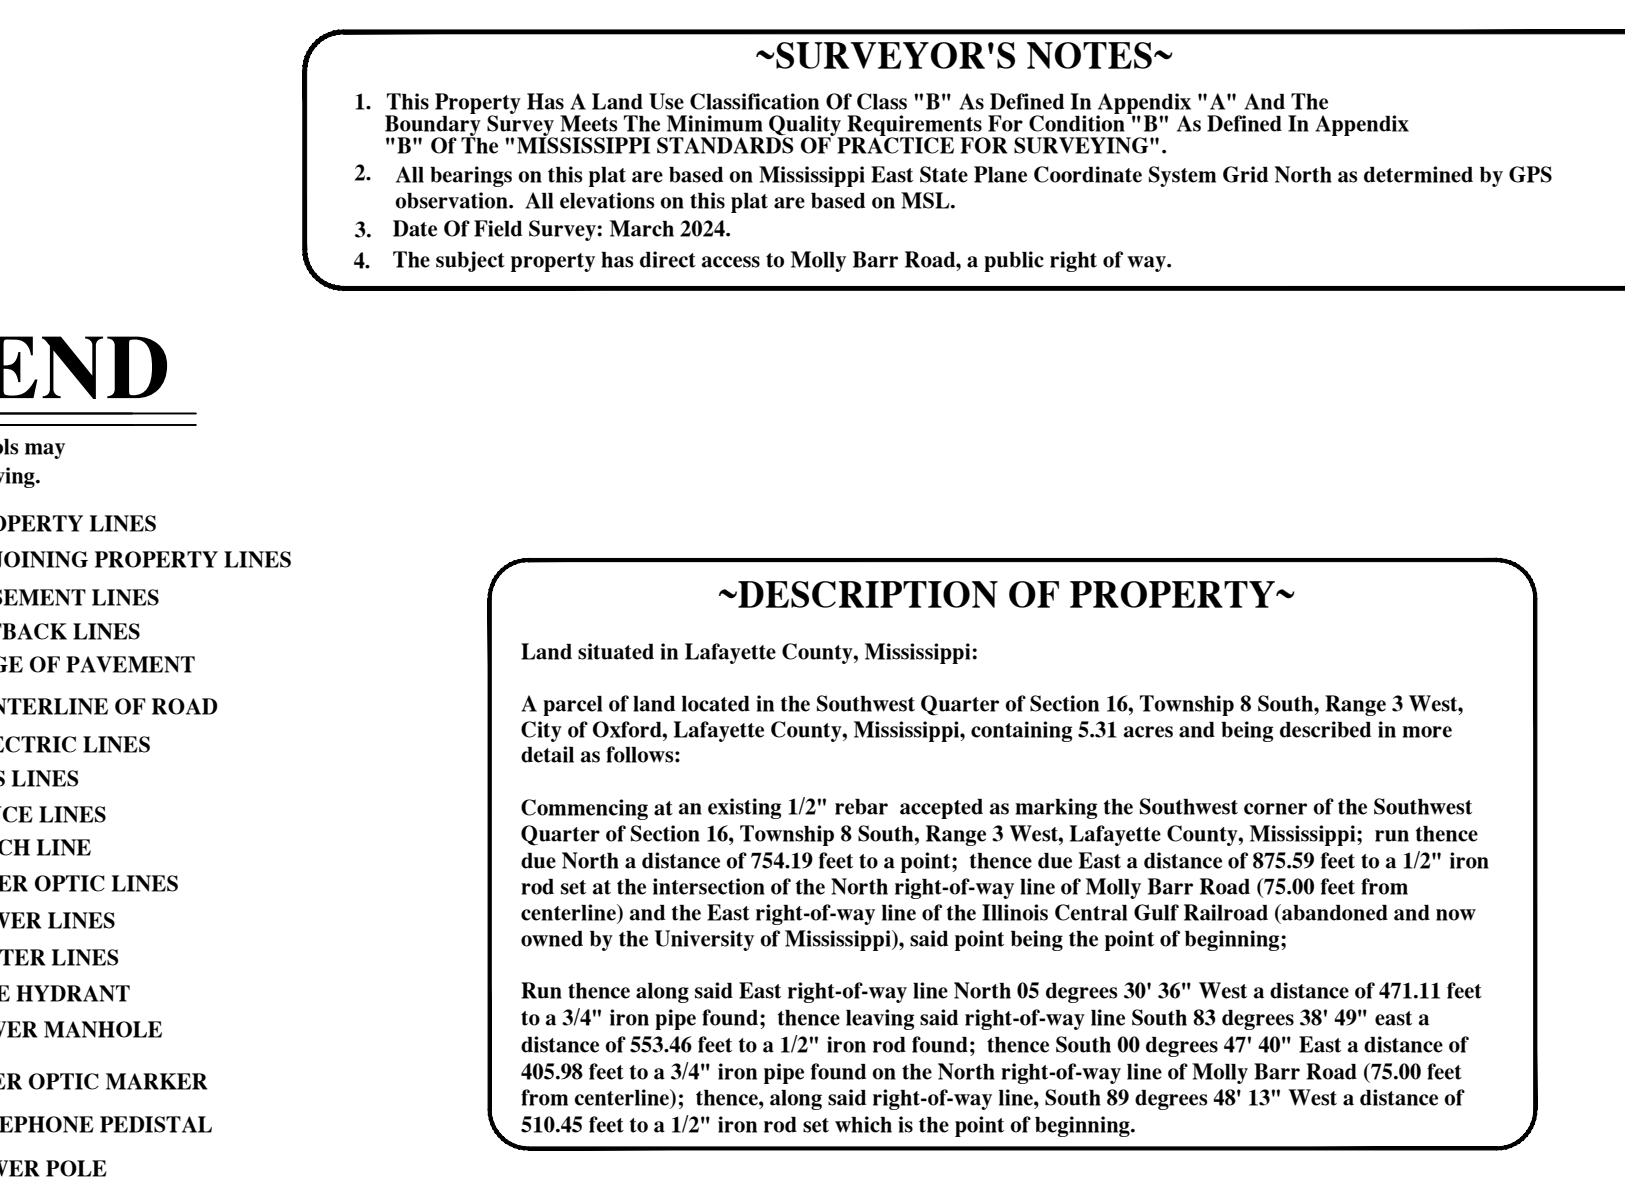 ~SURVEYOR'S NOTES~
1. This Property Has A Land Use Classification Of Class "B" As Defined In Appendix "A" And The
Boundary Survey Meets The Minimum Quality Requirements For Condition "B" As Defined In Appendix
"B" Of The "MISSISSIPPI STANDARDS OF PRACTICE FOR SURVEYING".
2. All bearings on this plat are based on Mississippi East State Plane Coordinate System Grid North as determined by GPS
observation. All elevations on this plat are based on MSL.
3. Date Of Field Survey: March 2024.
4. The subject property has direct access to Molly Barr Road, a public right of way.
END
ols may
ving.
OPERTY LINES
JOINING PROPERTY LINES
SEMENT LINES
TBACK LINES
GE OF PAVEMENT
NTERLINE OF ROAD
ECTRIC LINES
S LINES
NCE LINES
CH LINE
ER OPTIC LINES
WER LINES
TER LINES
E HYDRANT
VER MANHOLE
ER OPTIC MARKER
EPHONE PEDISTAL
WER POLE
~DESCRIPTION OF PROPERTY~
Land situated in Lafayette County, Mississippi:
A parcel of land located in the Southwest Quarter of Section 16, Township 8 South, Range 3 West,
City of Oxford, Lafayette County, Mississippi, containing 5.31 acres and being described in more
detail as follows:
Commencing at an existing 1/2" rebar accepted as marking the Southwest corner of the Southwest
Quarter of Section 16, Township 8 South, Range 3 West, Lafayette County, Mississippi; run thence
due North a distance of 754.19 feet to a point; thence due East a distance of 875.59 feet to a 1/2" iron
rod set at the intersection of the North right-of-way line of Molly Barr Road (75.00 feet from
centerline) and the East right-of-way line of the Illinois Central Gulf Railroad (abandoned and now
owned by the University of Mississippi), said point being the point of beginning;
Run thence along said East right-of-way line North 05 degrees 30' 36" West a distance of 471.11 feet
to a 3/4" iron pipe found; thence leaving said right-of-way line South 83 degrees 38' 49" east a
distance of 553.46 feet to a 1/2" iron rod found; thence South 00 degrees 47' 40" East a distance of
405.98 feet to a 3/4" iron pipe found on the North right-of-way line of Molly Barr Road (75.00 feet
from centerline); thence, along said right-of-way line, South 89 degrees 48' 13" West a distance of
510.45 feet to a 1/2" iron rod set which is the point of beginning.